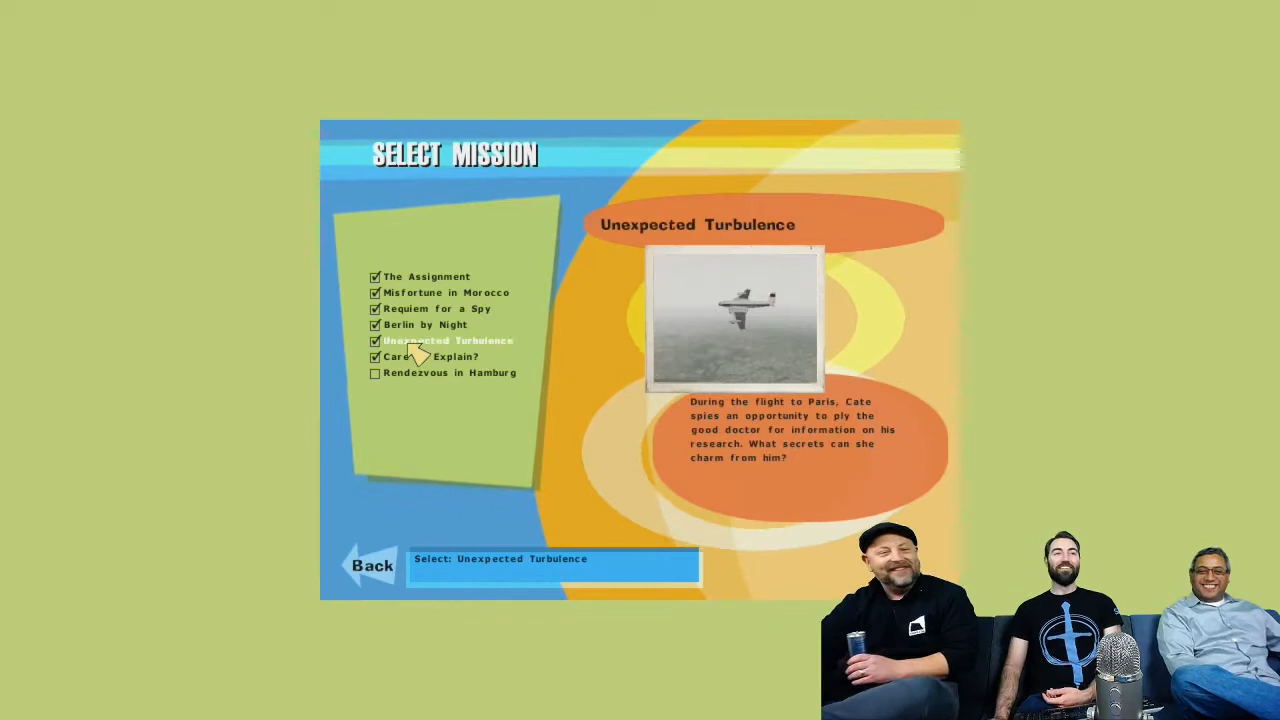 SELECT MISSION
The Assignment
Misfortune in Morocco
Requiem for a Spy
Berlin by Night
Unexpected Turbulence
Care Explain?
Rendezvous in Hamburg
Unexpected Turbulence
During the flight to Paris, Cate
spies an opportunity to ply the
good doctor for information on his
research. What secrets can she
charm from him?
Back
Select: Unexpected Turbulence